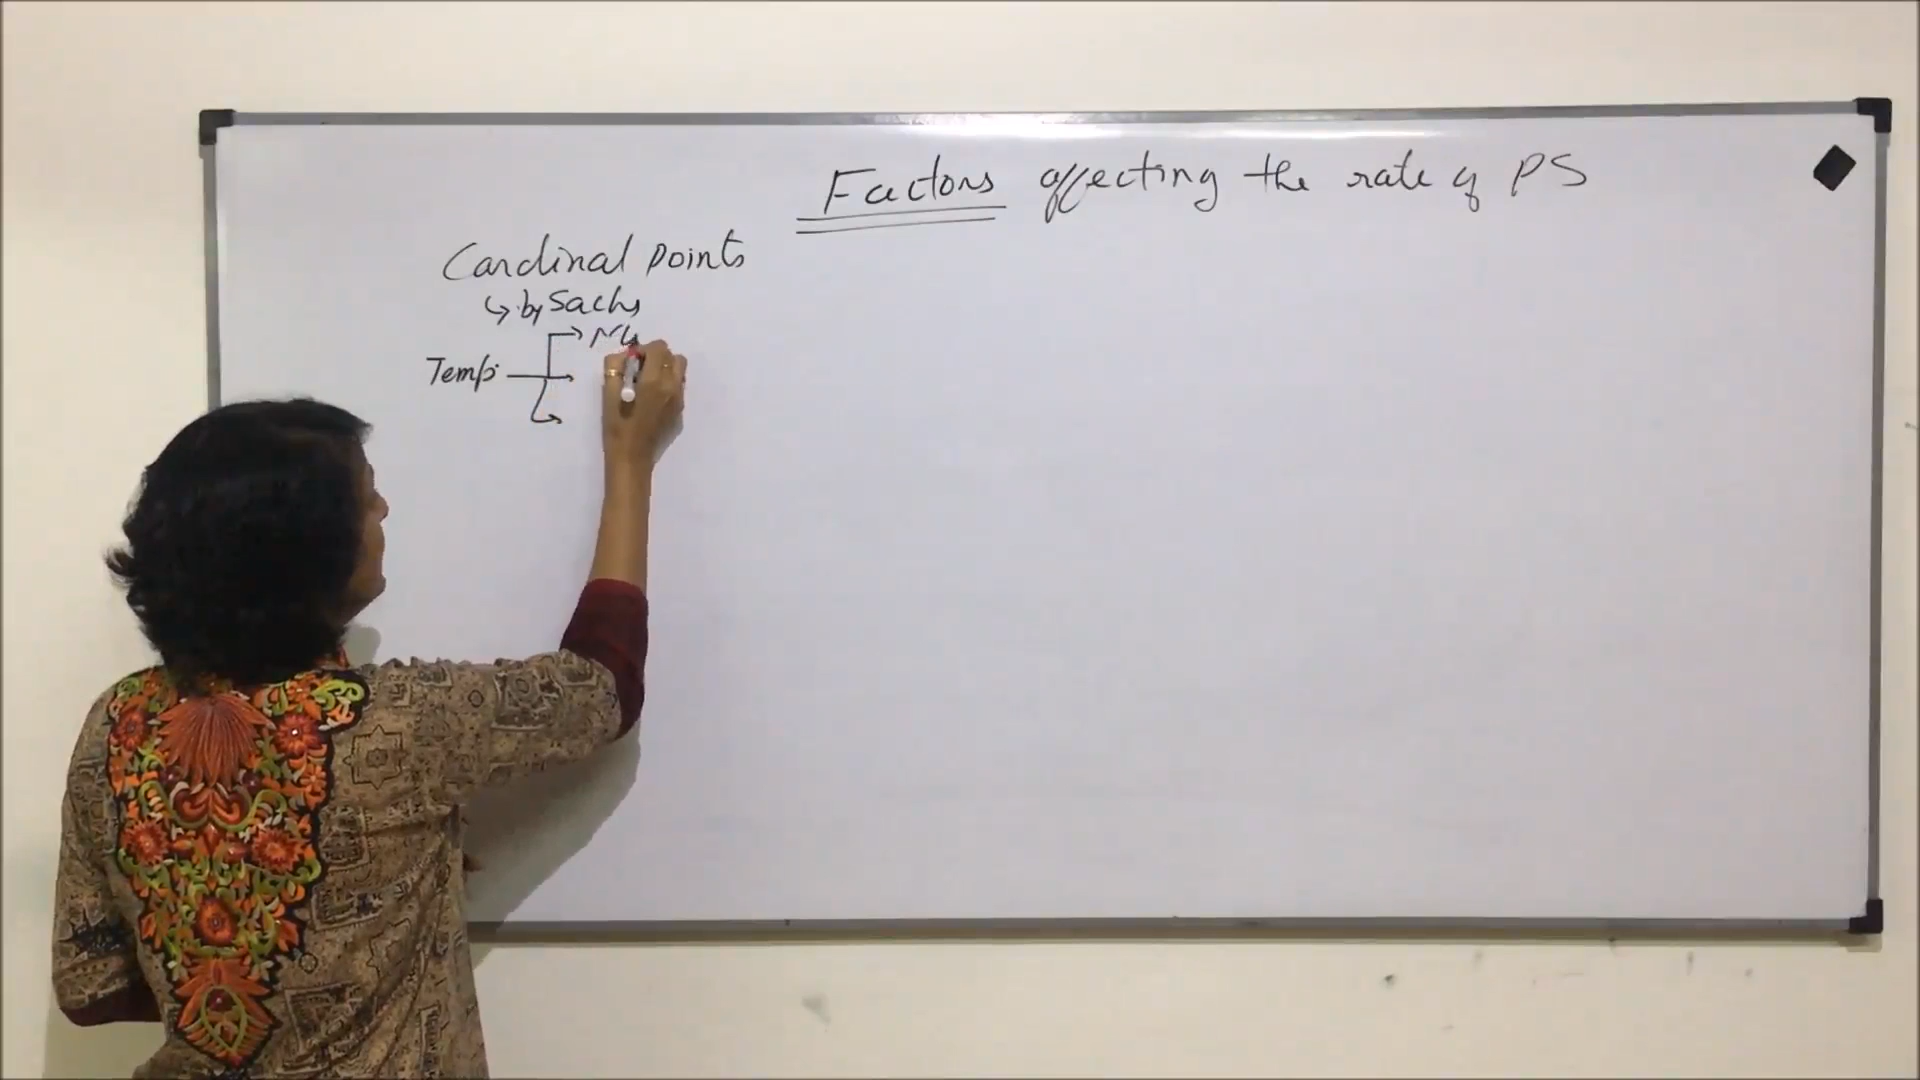 Factors affecting the rate of PS
Cardinal points
↳ by Sachs
Temp.